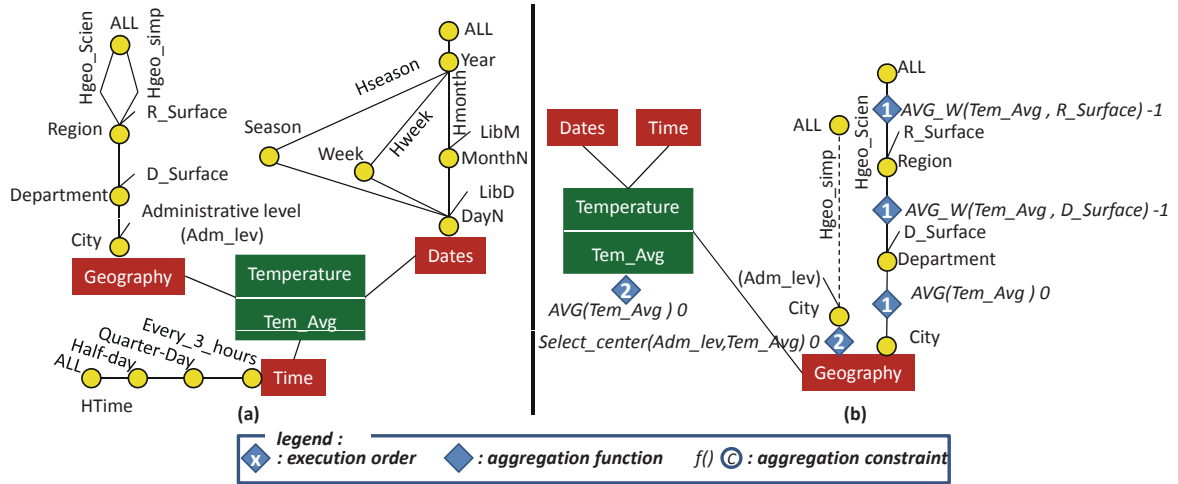 ALL
Hgeo_Scien
Hgeo_simp
R_Surface
Region
D_Surface
Department
Administrative level
(Adm_lev)
City
Geography
ALL
Year
Hseason
Hweek
Hmonth
Season
Week
LibM
MonthN
LibD
DayN
Dates
Temperature
Tem_Avg
Every_3_hours
Quarter-Day
Half-day
ALL
Time
HTime
(a)
Dates
Time
Temperature
Tem_Avg
2
AVG(Tem_Avg ) 0
ALL
Hgeo_simp
(Adm_lev)
City
Select_center(Adm_lev,Tem_Avg) 0
2
ALL
Hgeo_Scien
1
AVG_W(Tem_Avg , R_Surface) -1
R_Surface
Region
1
AVG_W(Tem_Avg , D_Surface) -1
D_Surface
Department
1
AVG(Tem_Avg ) 0
City
Geography
(b)
legend :
x : execution order
: aggregation function
f() C : aggregation constraint